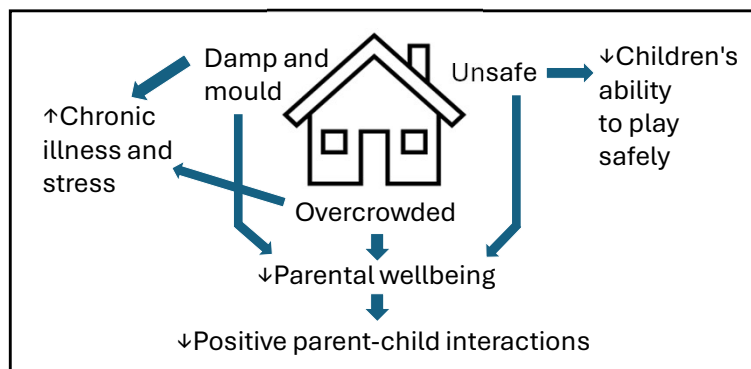 Damp and
mould
Unsafe
↓Children's
ability
to play
safely
↑Chronic
illness and
stress
Overcrowded
↓Parental wellbeing
↓Positive parent-child interactions